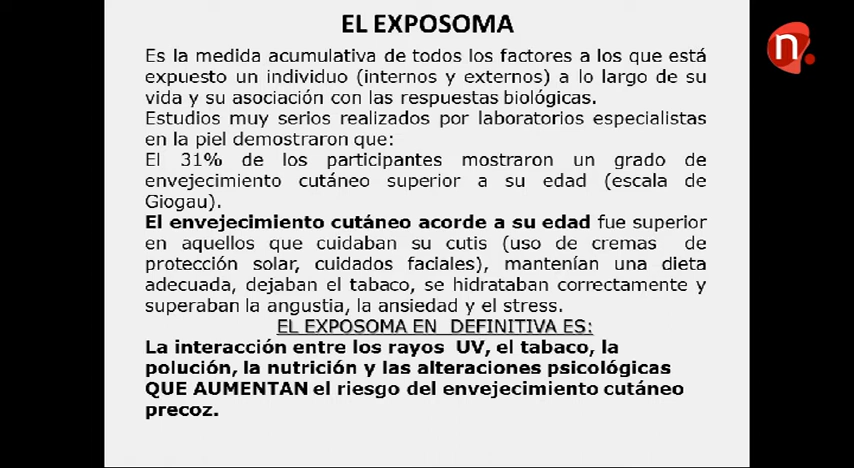 EL EXPOSOMA
Es la medida acumulativa de todos los factores a los que está
expuesto un individuo (internos y externos) a lo largo de su
vida y su asociación con las respuestas biológicas.
Estudios muy serios realizados por laboratorios especialistas
en la piel demostraron que:
El 31% de los participantes mostraron un grado de
envejecimiento cutáneo superior a su edad (escala de
Giogau).
El envejecimiento cutáneo acorde a su edad fue superior
en aquellos que cuidaban su cutis (uso de cremas de
protección solar, cuidados faciales), mantenían una dieta
adecuada, dejaban el tabaco, se hidrataban correctamente y
superaban la angustia, la ansiedad y el stress.
EL EXPOSOMA EN DEFINITIVA ES:
La interacción entre los rayos UV, el tabaco, la
polución, la nutrición y las alteraciones psicológicas
QUE AUMENTAN el riesgo del envejecimiento cutáneo
precoz.
n.